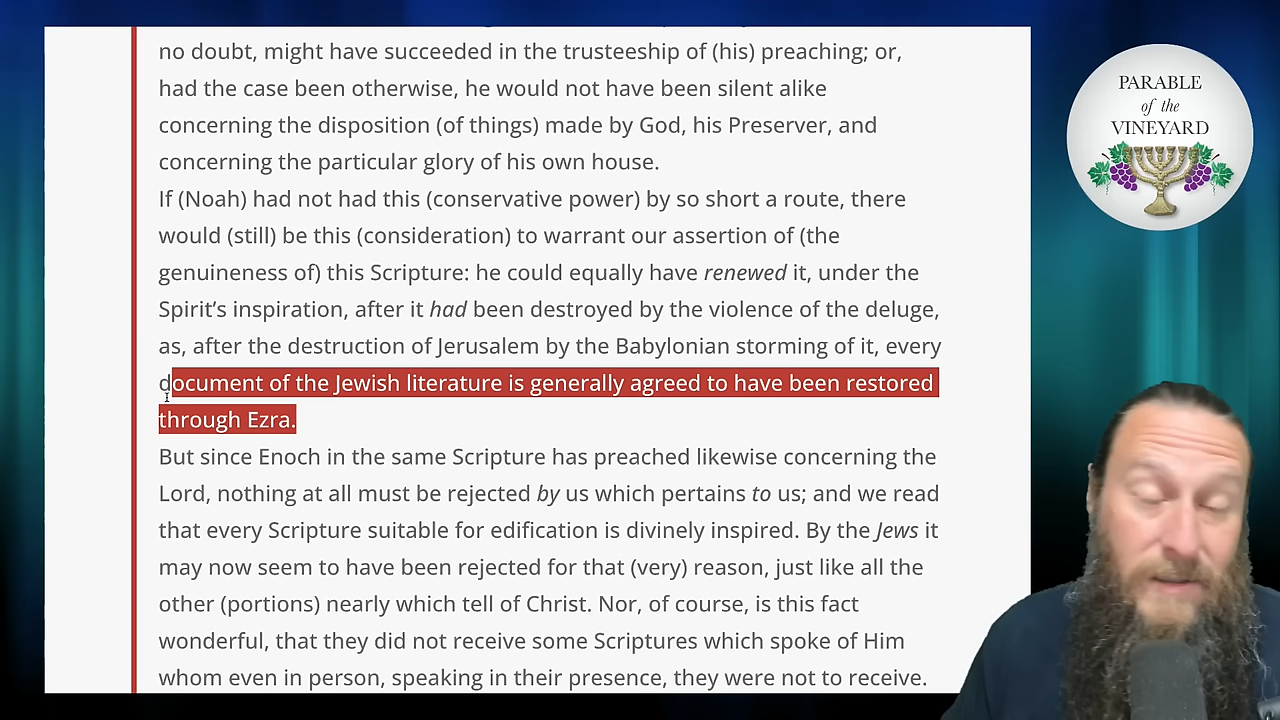 no doubt, might have succeeded in the trusteeship of (his) preaching; or,
had the case been otherwise, he would not have been silent alike
concerning the disposition (of things) made by God, his Preserver, and
concerning the particular glory of his own house.
If (Noah) had not had this (conservative power) by so short a route, there
would (still) be this (consideration) to warrant our assertion of (the
genuineness of) this Scripture: he could equally have renewed it, under the
Spirit’s inspiration, after it had been destroyed by the violence of the deluge,
as, after the destruction of Jerusalem by the Babylonian storming of it, every
document of the Jewish literature is generally agreed to have been restored
through Ezra.
But since Enoch in the same Scripture has preached likewise concerning the
Lord, nothing at all must be rejected by us which pertains to us; and we read
that every Scripture suitable for edification is divinely inspired. By the Jews it
may now seem to have been rejected for that (very) reason, just like all the
other (portions) nearly which tell of Christ. Nor, of course, is this fact
wonderful, that they did not receive some Scriptures which spoke of Him
whom even in person, speaking in their presence, they were not to receive.
PARABLE
of the
VINEYARD